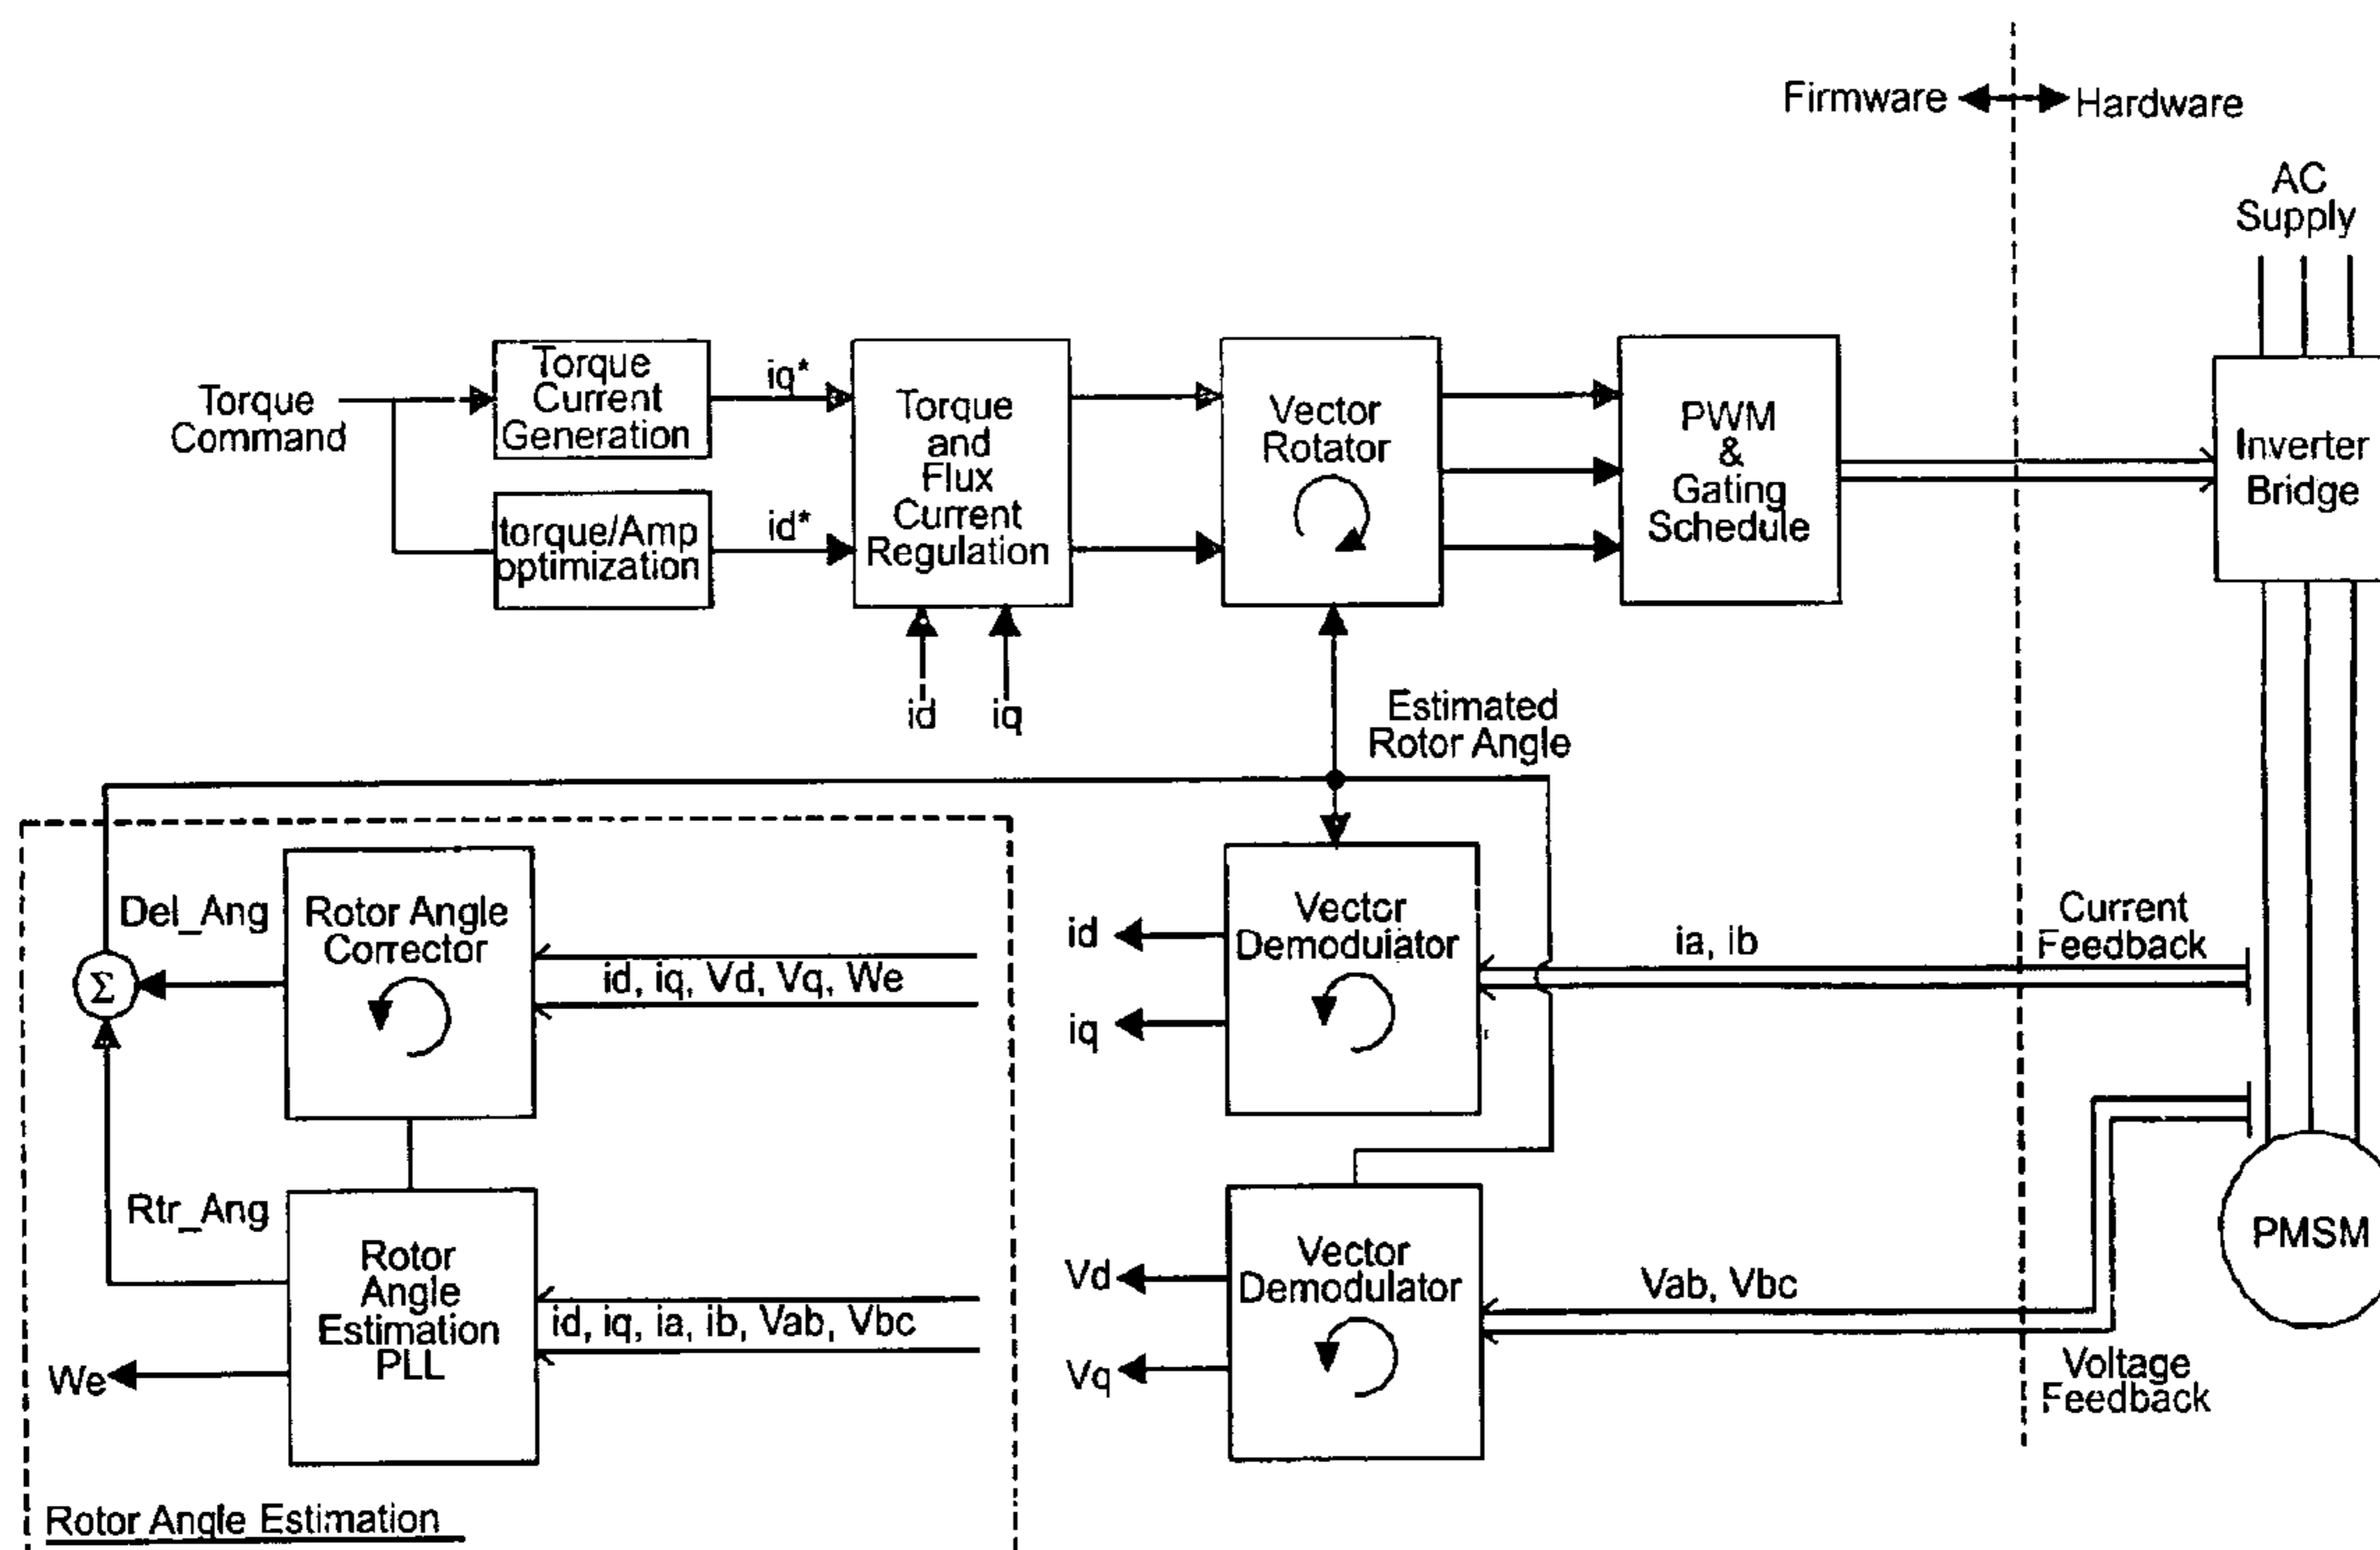 Firmware
Hardware
AC
Supply
Torque
Command
Torque
Current
Generation
iq*
torque/Amp
optimization
id*
Torque
and
Flux
Current
Regulation
id
iq
Vector
Rotator
PWM
&
Gating
Schedule
Inverter
Bridge
Estimated
Rotor Angle
Del_Ang
Rotor Angle
Corrector
id, iq, Vd, Vq, We
Σ
Rtr_Ang
Rotor
Angle
Estimation
PLL
id, iq, ia, ib, Vab, Vbc
We
Rotor Angle Estimation
id
iq
Vector
Demodulator
ia, ib
Current
Feedback
Vd
Vq
Vector
Demodulator
Vab, Vbc
Voltage
Feedback
PMSM